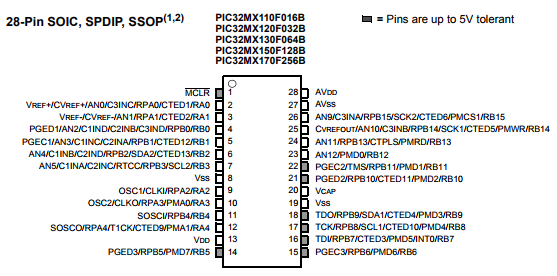 28-Pin SOIC, SPDIP, SSOP(1,2)
PIC32MX110F016B
PIC32MX120F032B
PIC32MX130F064B
PIC32MX150F128B
PIC32MX170F256B
= Pins are up to 5V tolerant
MCLR 1 28 AVDD
VREF+/CVREF+/AN0/C3INC/RPA0/CTED1/RA0 2 27 AVSS
VREF-/CVREF-/AN1/RPA1/CTED2/RA1 3 26 AN9/C3INA/RPB15/SCK2/CTED6/PMCS1/RB15
PGED1/AN2/C1IND/C2INB/C3IND/RPB0/RB0 4 25 CVREFOUT/AN10/C3INB/RPB14/SCK1/CTED5/PMWR/RB14
PGEC1/AN3/C1INC/C2INA/RPB1/CTED12/RB1 5 24 AN11/RPB13/CTPLS/PMRD/RB13
AN4/C1INB/C2IND/RPB2/SDA2/CTED13/RB2 6 23 AN12/PMD0/RB12
AN5/C1INA/C2INC/RTCC/RPB3/SCL2/RB3 7 22 PGEC2/TMS/RPB11/PMD1/RB11
VSS 8 21 PGED2/RPB10/CTED11/PMD2/RB10
OSC1/CLKI/RPA2/RA2 9 20 VCAP
OSC2/CLKO/RPA3/PMA0/RA3 10 19 VSS
SOSCI/RPB4/RB4 11 18 TDO/RPB9/SDA1/CTED4/PMD3/RB9
SOSCO/RPA4/T1CK/CTED9/PMA1/RA4 12 17 TCK/RPB8/SCL1/CTED10/PMD4/RB8
VDD 13 16 TDI/RPB7/CTED3/PMD5/INT0/RB7
PGED3/RPB5/PMD7/RB5 14 15 PGEC3/RPB6/PMD6/RB6